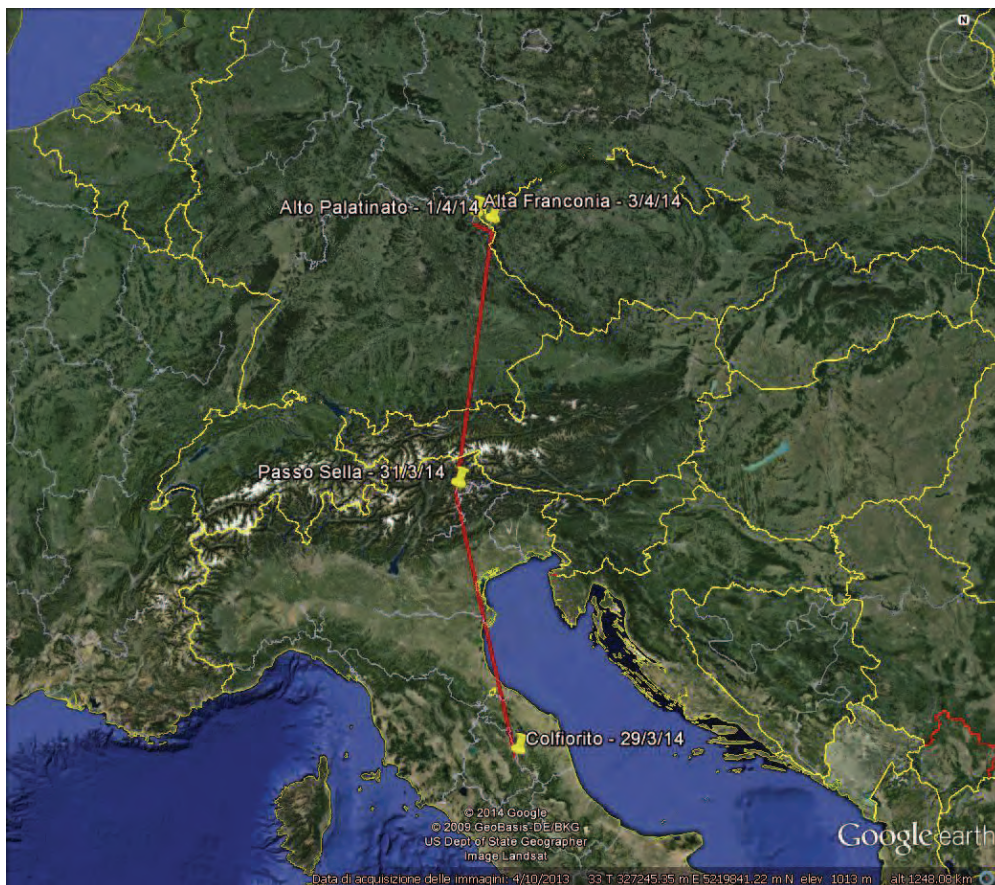 N
Alto Palatinato - 1/4/14
Alta Franconia - 3/4/14
Passo Sella - 31/3/14
Colfiorito - 29/3/14
© 2014 Google
© 2009 GeoBasis-DE/BKG
US Dept of State Geographer
Image Landsat
Google earth
Data di acquisizione delle immagini: 4/10/2013 33 T 327245.35 m E 5219841.22 m N elev 1013 m alt 1248.08 km